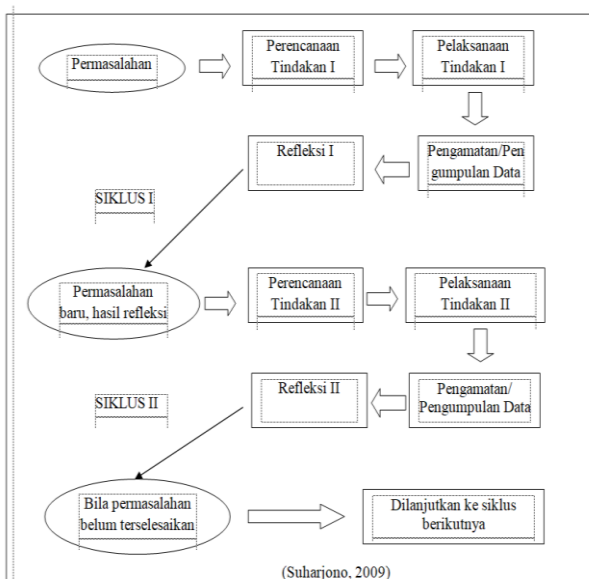 Permasalahan
Perencanaan
Tindakan I
Pelaksanaan
Tindakan I
Pengamatan/Pen
gumpulan Data
Refleksi I
SIKLUS I
Permasalahan
baru, hasil refleksi
Perencanaan
Tindakan II
Pelaksanaan
Tindakan II
Pengamatan/
Pengumpulan Data
Refleksi II
SIKLUS II
Bila permasalahan
belum terselesaikan
Dilanjutkan ke siklus
berikutnya
(Suharjono, 2009)